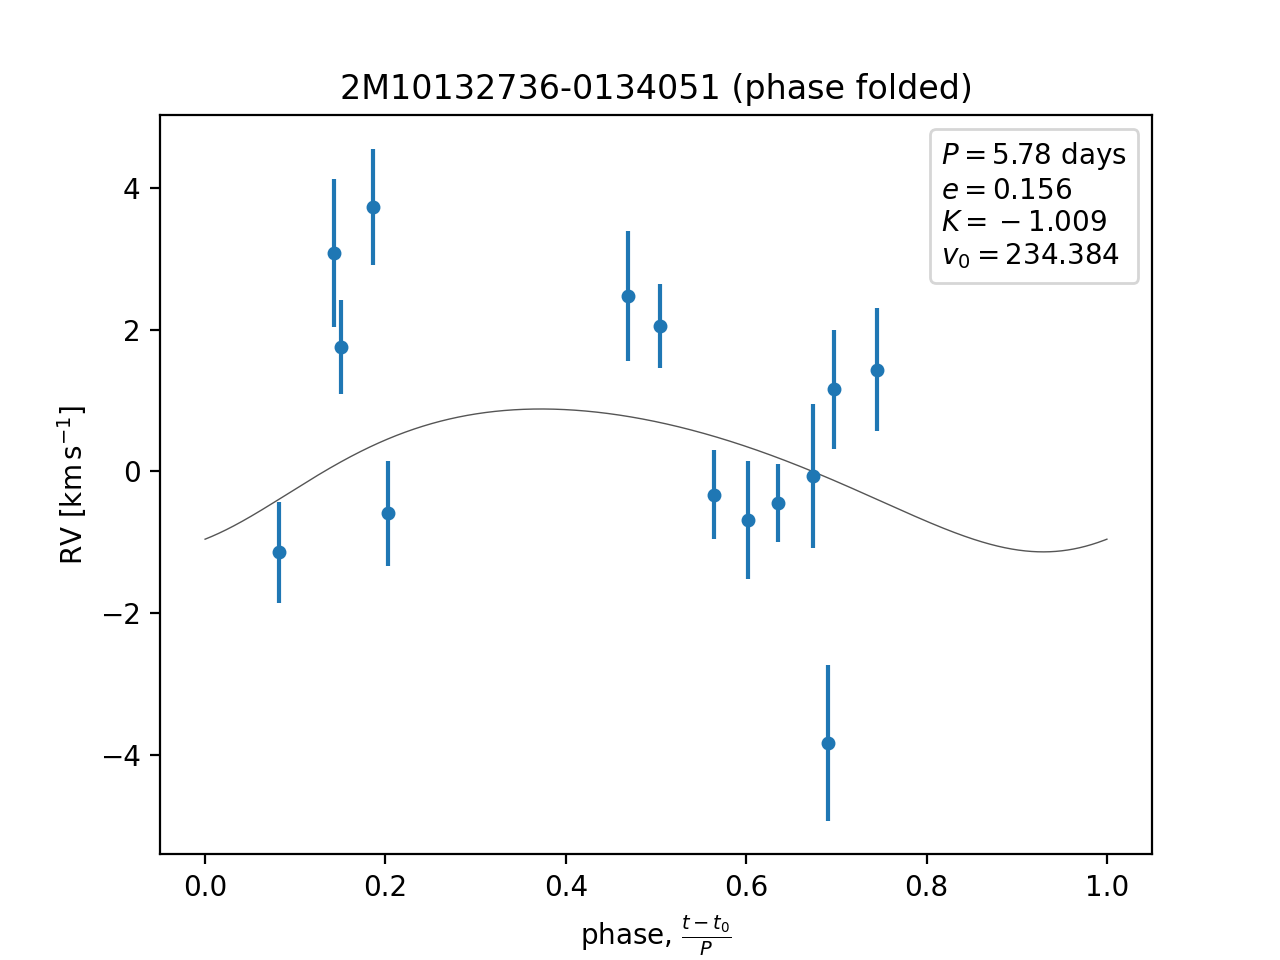 2M10132736-0134051 (phase folded)
P = 5.78 days
e = 0.156
K = −1.009
v₀ = 234.384
4
2
0
−2
−4
RV [km s⁻¹]
0.0 0.2 0.4 0.6 0.8 1.0
phase, (t − t₀)/P